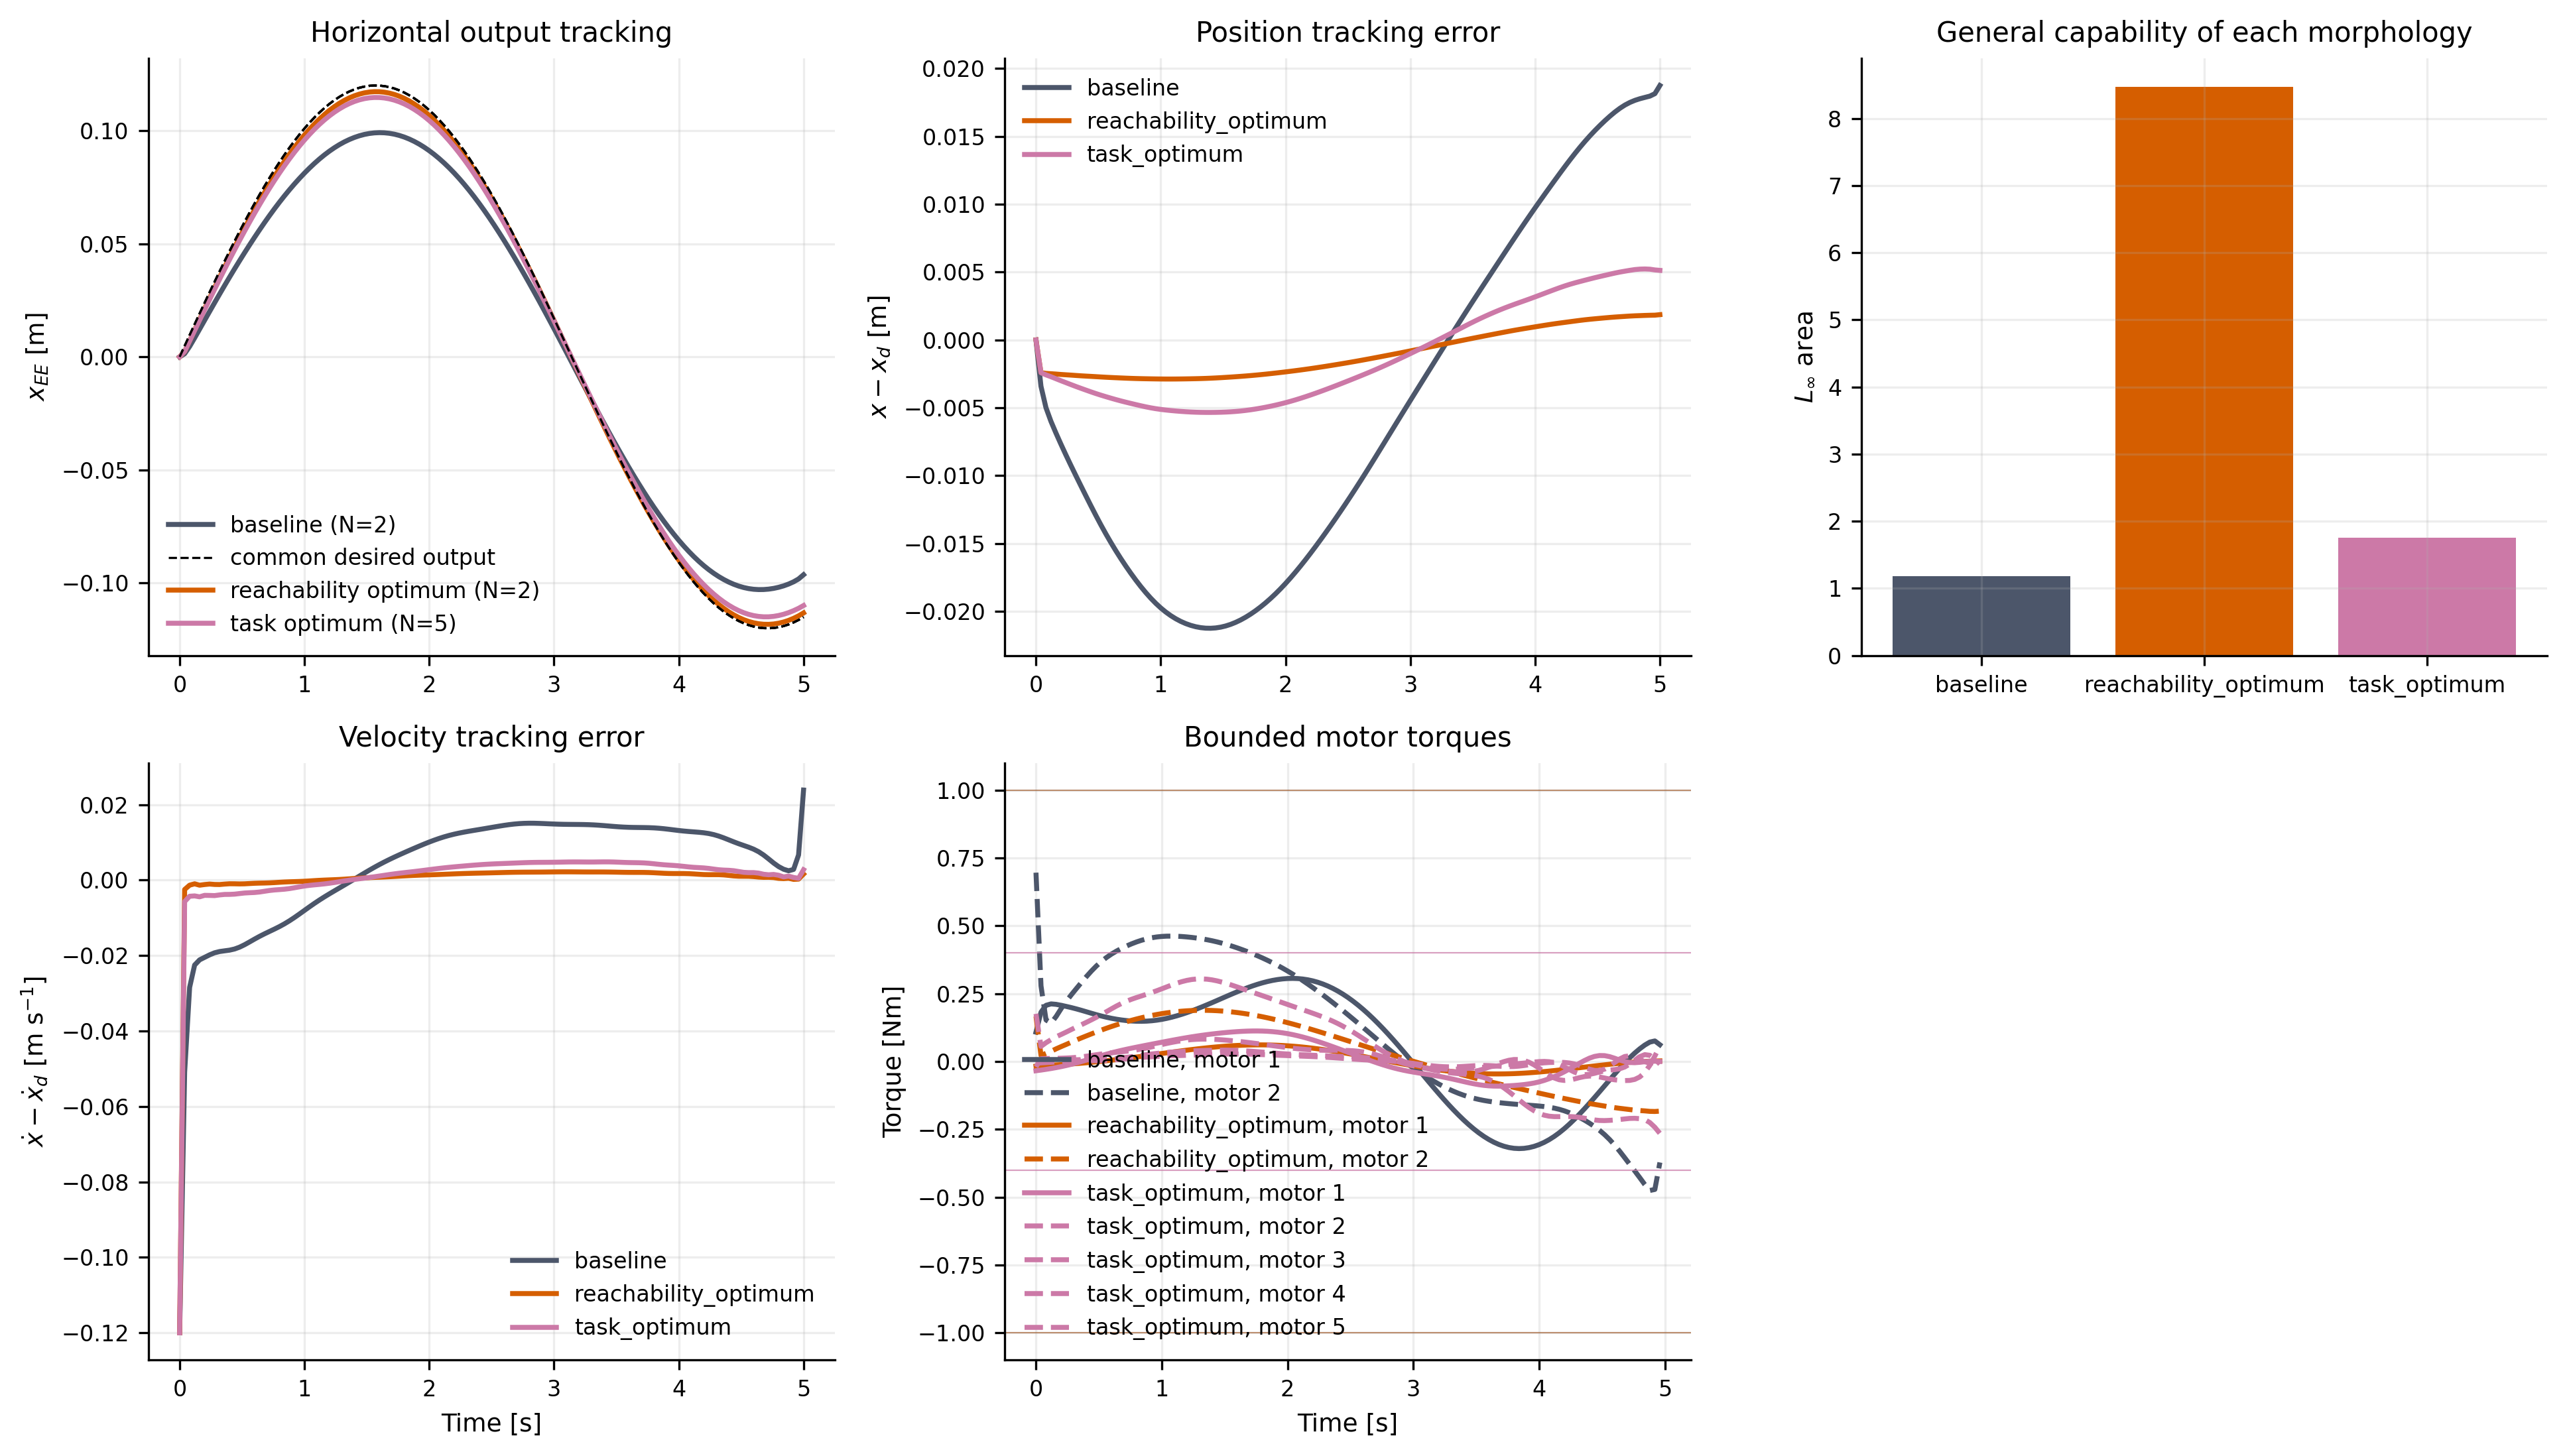 Horizontal output tracking
x_EE [m]
0.10
0.05
0.00
−0.05
−0.10
baseline (N=2)
common desired output
reachability optimum (N=2)
task optimum (N=5)
0 1 2 3 4 5
Position tracking error
x − x_d [m]
0.020
0.015
0.010
0.005
0.000
−0.005
−0.010
−0.015
−0.020
baseline
reachability_optimum
task_optimum
0 1 2 3 4 5
General capability of each morphology
L∞ area
8
7
6
5
4
3
2
1
0
baseline reachability_optimum task_optimum
Velocity tracking error
ẋ − ẋ_d [m s⁻¹]
0.02
0.00
−0.02
−0.04
−0.06
−0.08
−0.10
−0.12
baseline
reachability_optimum
task_optimum
0 1 2 3 4 5
Time [s]
Bounded motor torques
Torque [Nm]
1.00
0.75
0.50
0.25
0.00
−0.25
−0.50
−0.75
−1.00
baseline, motor 1
baseline, motor 2
reachability_optimum, motor 1
reachability_optimum, motor 2
task_optimum, motor 1
task_optimum, motor 2
task_optimum, motor 3
task_optimum, motor 4
task_optimum, motor 5
0 1 2 3 4 5
Time [s]